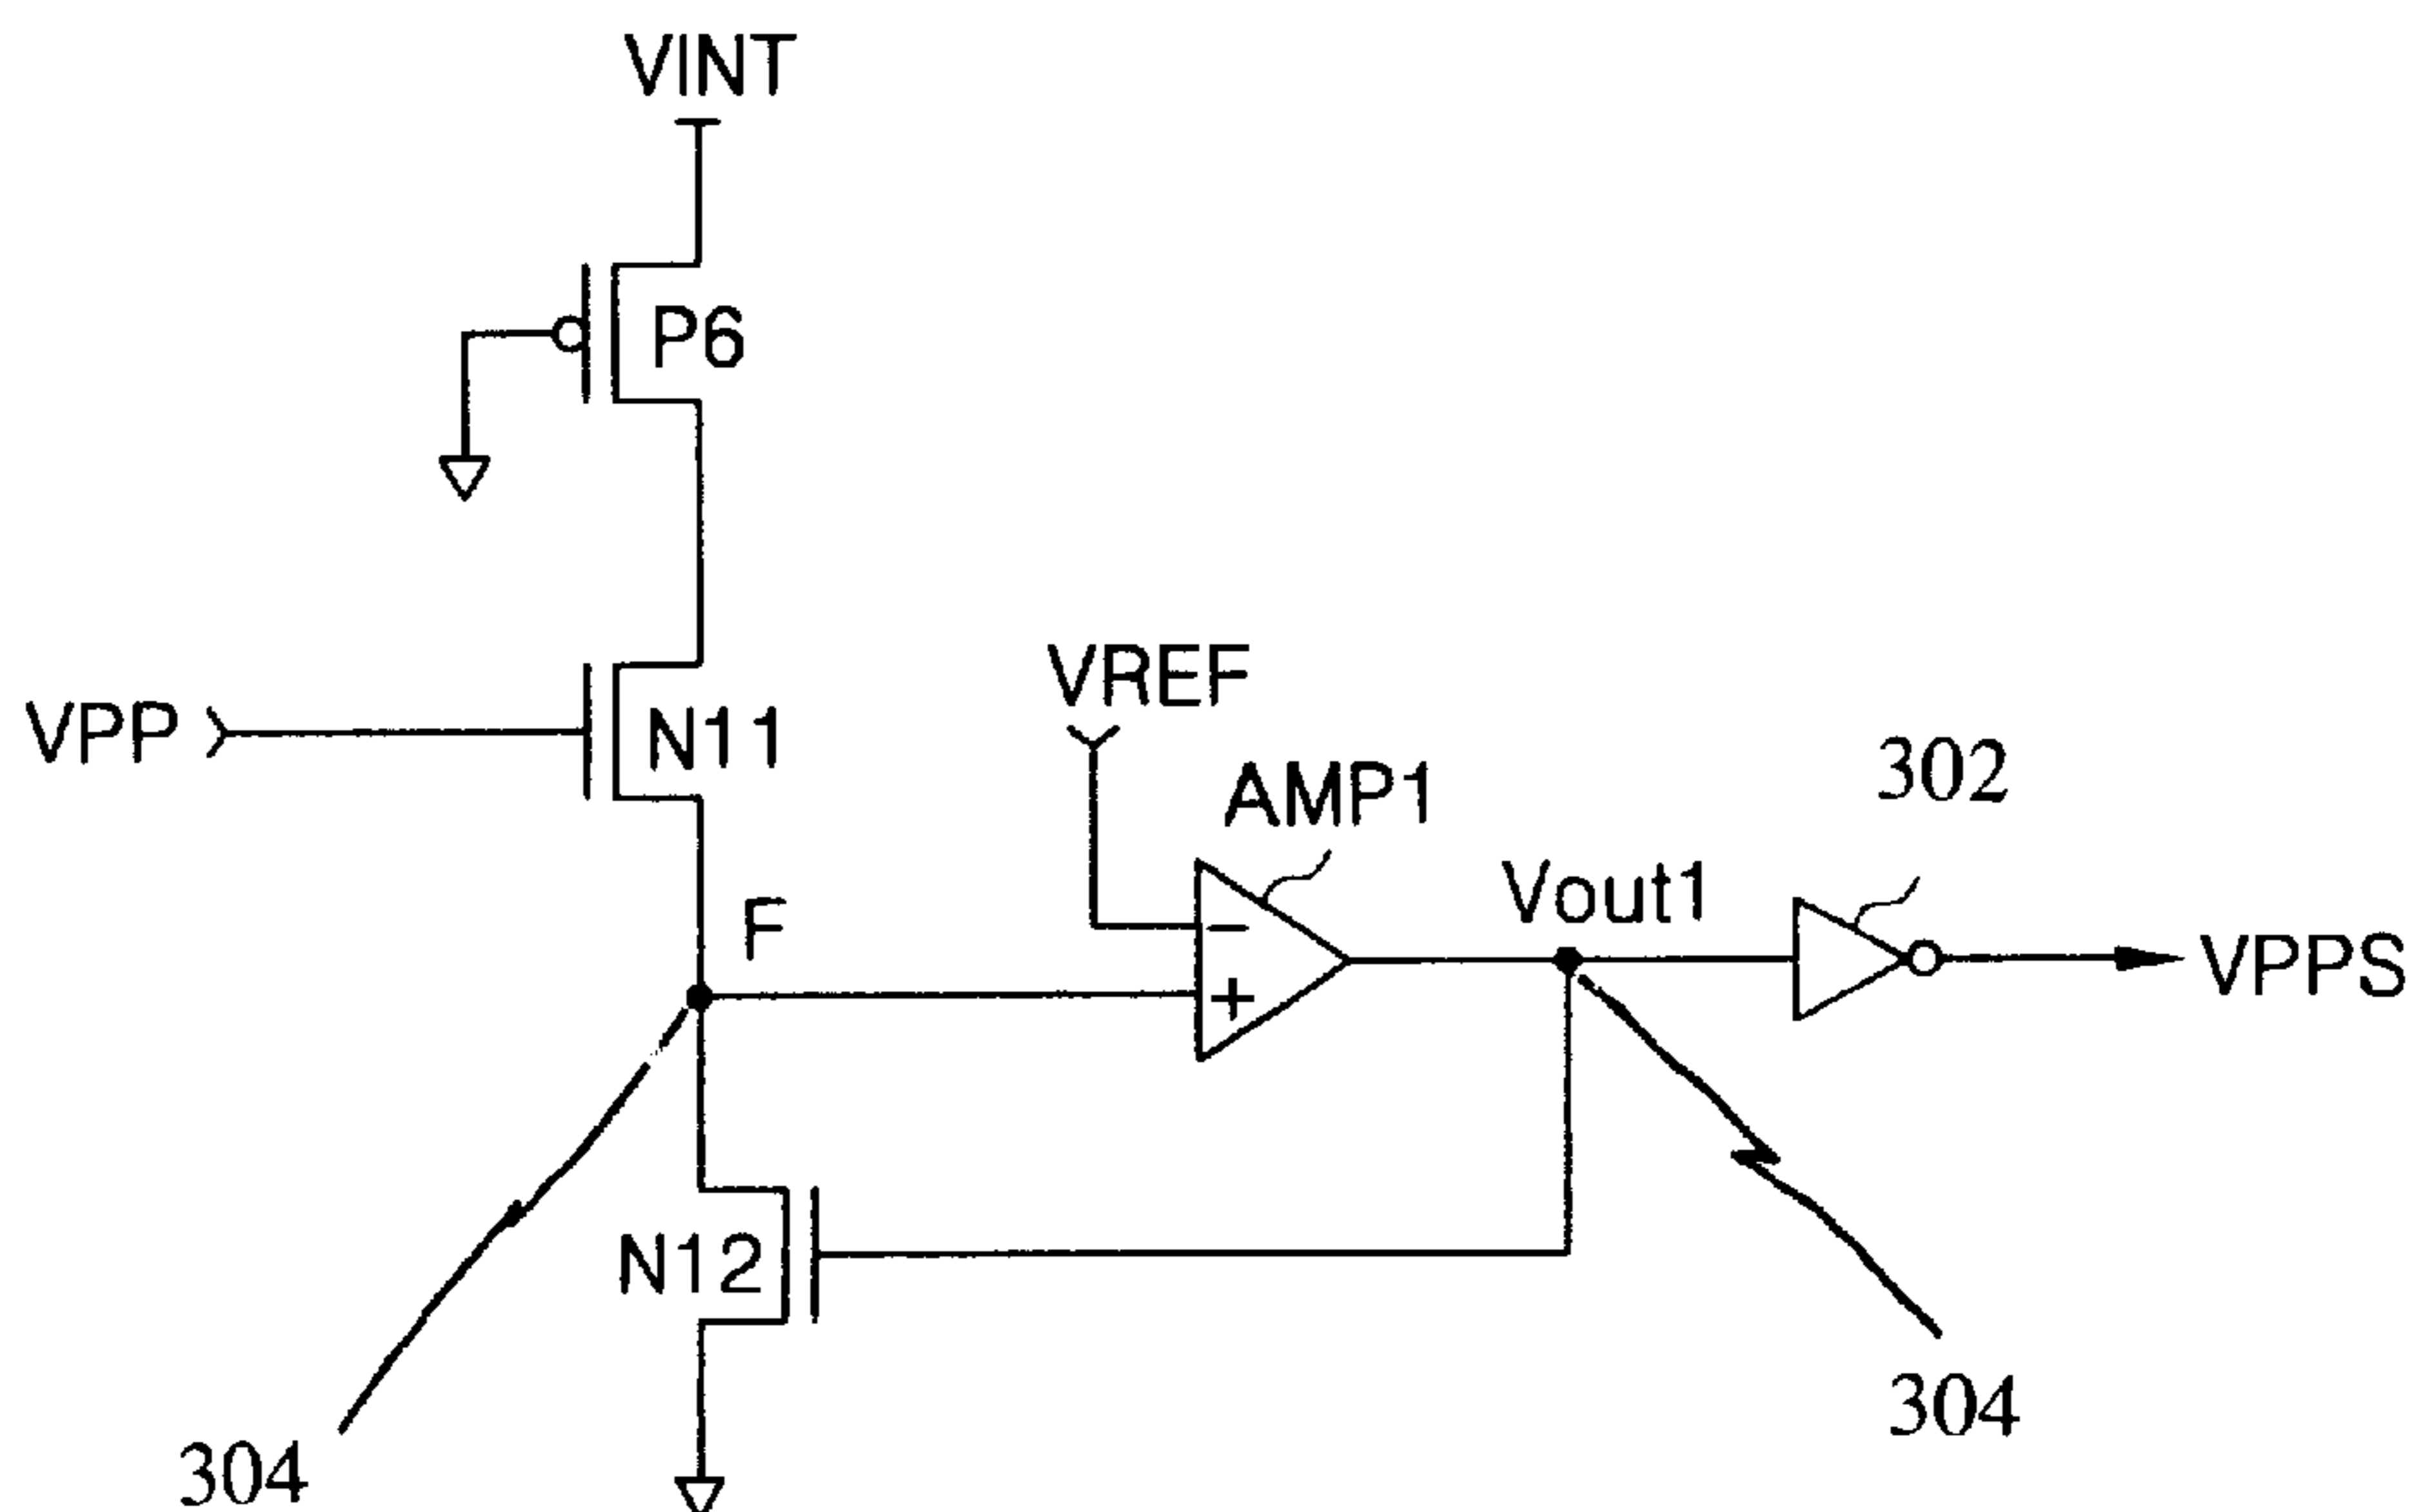 VINT
P6
VPP
N11
VREF
AMP1
302
F
Vout1
−
+
VPPS
N12
304
304